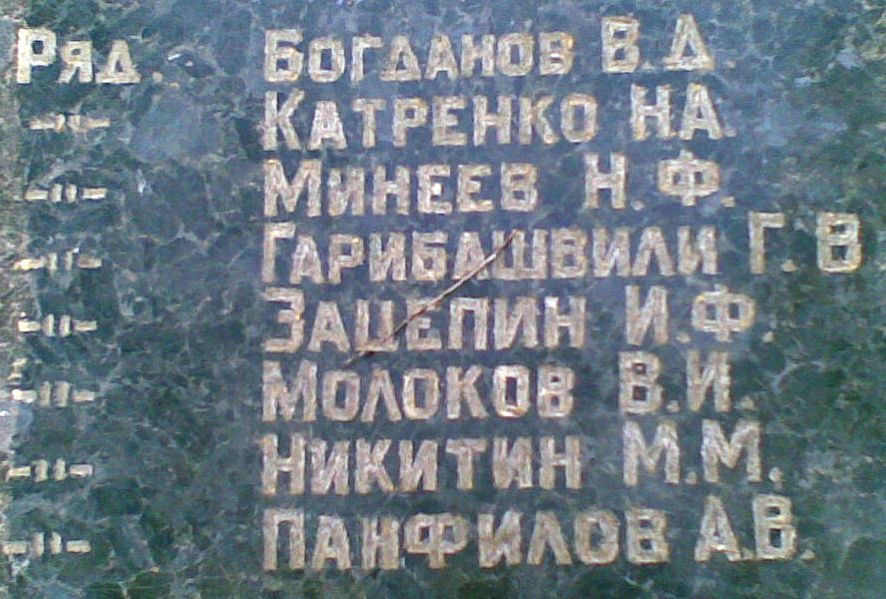 Ряд. Богданов В.Д.
-"- Катренко Н.А.
-"- Минеев Н.Ф.
-"- Гарибашвили Г.В
-"- Зацепин И.Ф.
-"- Молоков В.И.
-"- Никитин М.М.
-"- Панфилов А.В.